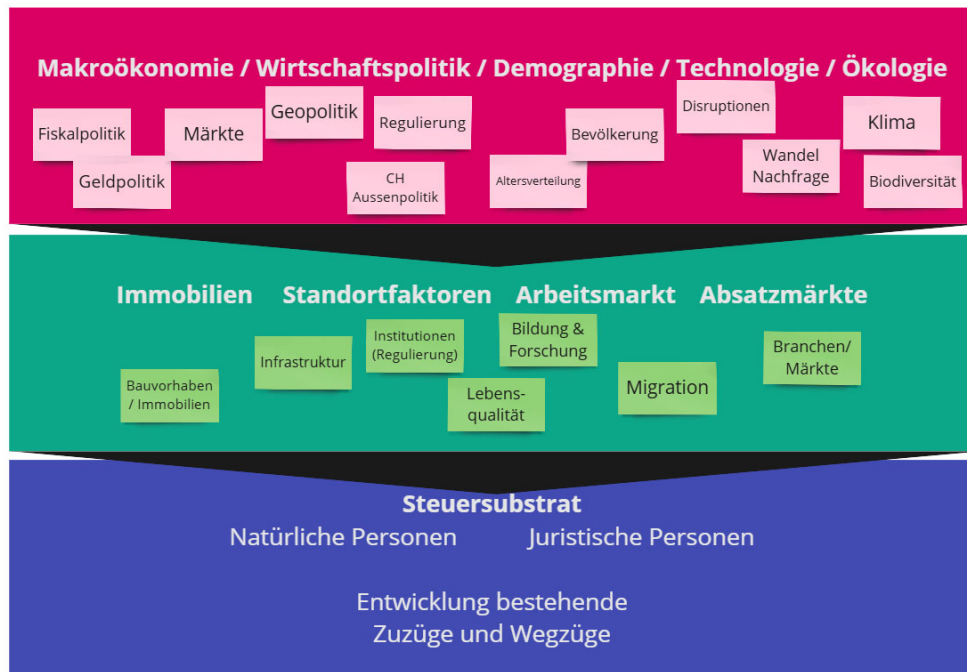 Makroökonomie / Wirtschaftspolitik / Demographie / Technologie / Ökologie
Fiskalpolitik
Geldpolitik
Märkte
Geopolitik
Regulierung
CH
Aussenpolitik
Altersverteilung
Bevölkerung
Disruptionen
Wandel
Nachfrage
Klima
Biodiversität
Immobilien Standortfaktoren Arbeitsmarkt Absatzmärkte
Bauvorhaben
/ Immobilien
Infrastruktur
Institutionen
(Regulierung)
Lebens-
qualität
Bildung &
Forschung
Migration
Branchen/
Märkte
Steuersubstrat
Natürliche Personen Juristische Personen
Entwicklung bestehende
Zuzüge und Wegzüge